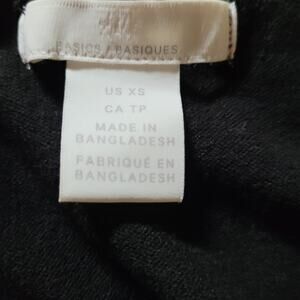 BASICS / BASIQUES
US XS
CA TP
MADE IN
BANGLADESH
FABRIQUÉ EN
BANGLADESH